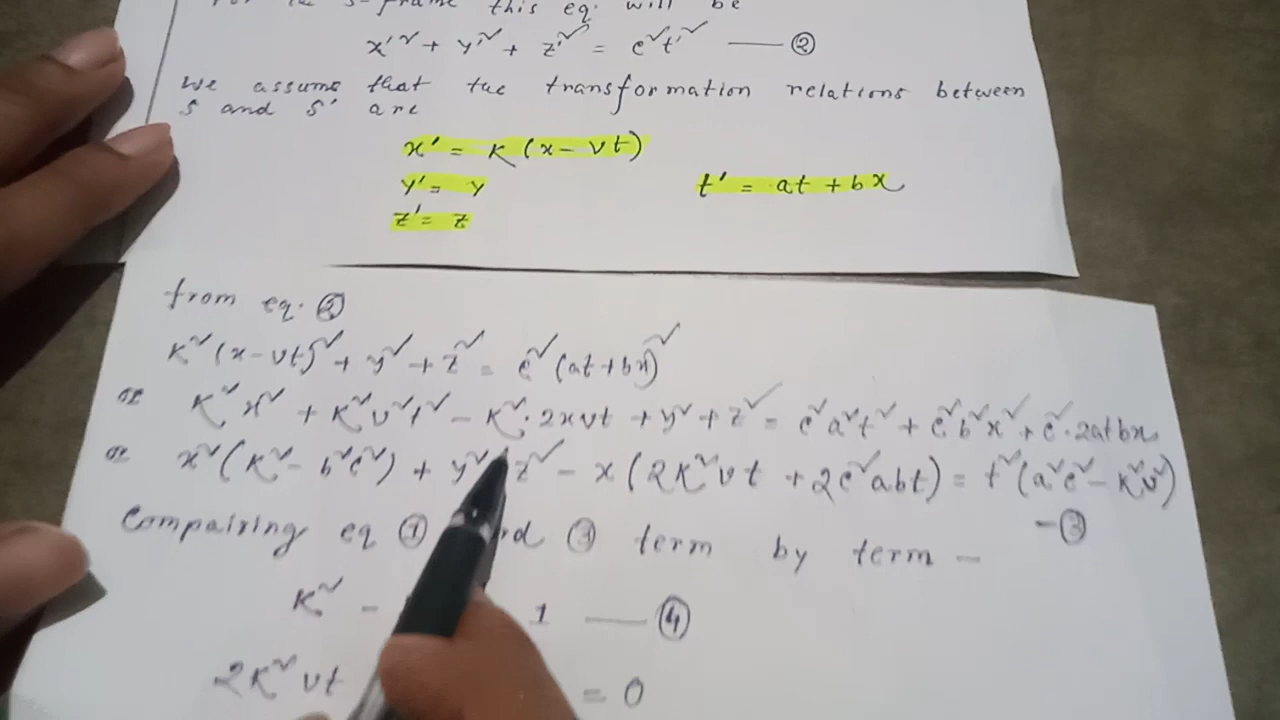 For the S-frame this eq. will be
x'² + y'² + z'² = c²t'² —— ②
We assume that the transformation relations between
S and S' are
x' = K (x - vt)
y' = y
t' = at + bx
z' = z
from eq. ②
K² (x-vt)² + y² + z² = c² (at+bx)²
or K²x² + K²v²t² - K².2xvt + y² + z² = c²a²t² + c²b²x² + c².2atbx
or x² (K² - b²c²) + y² z² - x (2K²vt + 2c²abt) = t² (a²c² - K²v²)
-③
Compairing eq ① and ③ term by term -
K² - 1 —— ④
2K²vt = 0